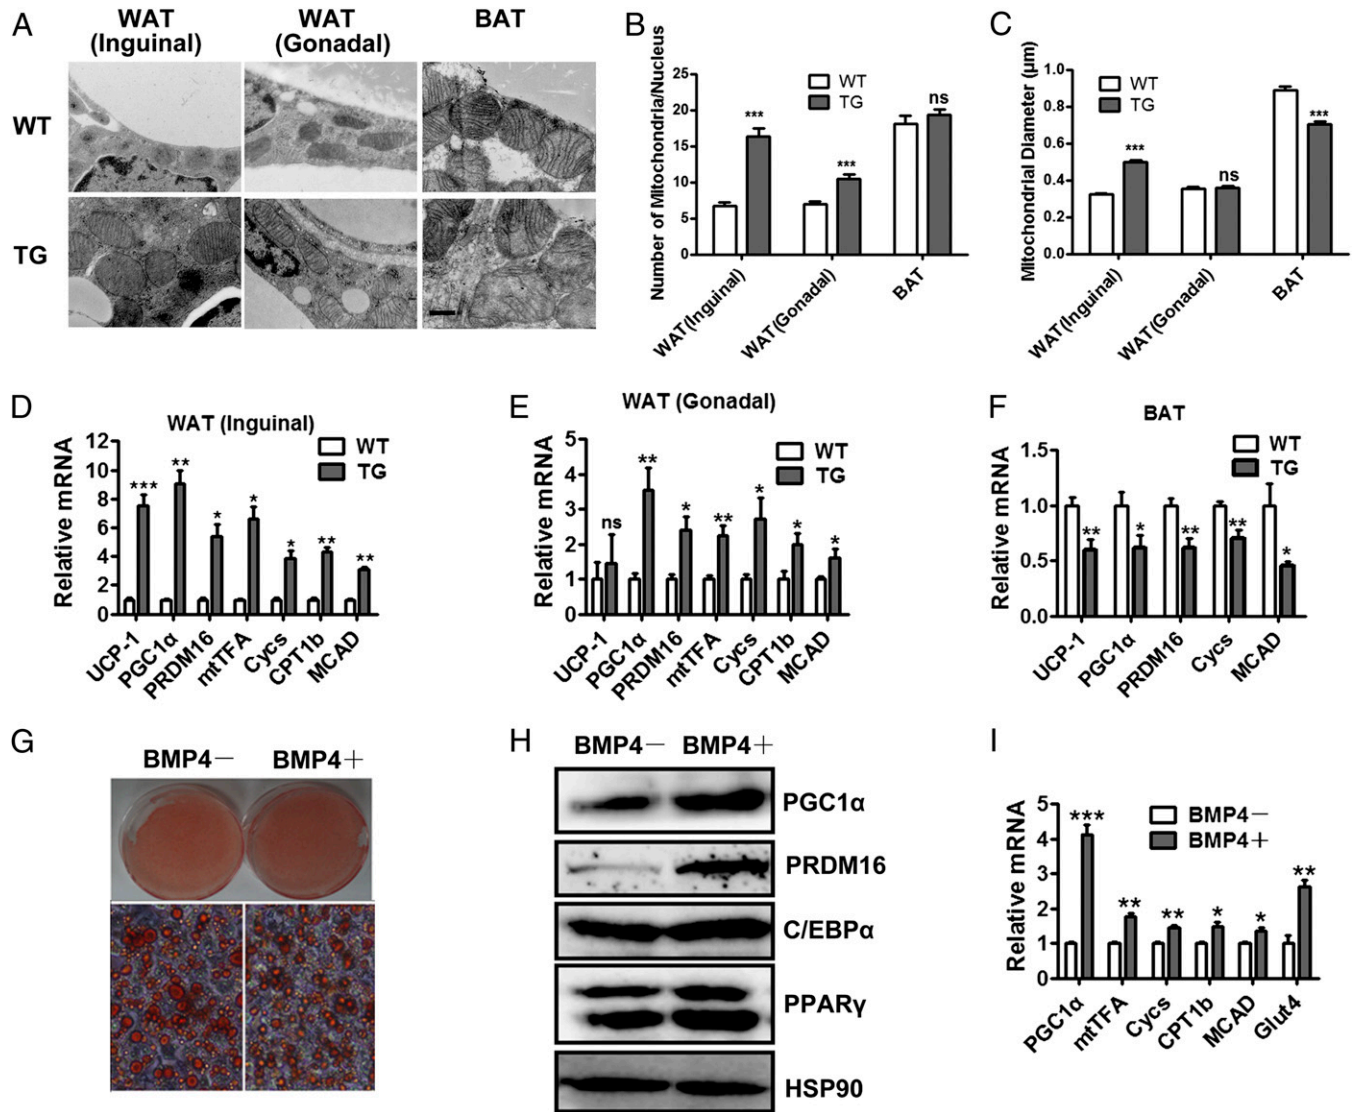 A
WAT
(Inguinal)
WAT
(Gonadal)
BAT
WT
TG
B
Number of Mitochondria/Nucleus
25
20
15
10
5
0
WT
TG
***
***
ns
WAT(Inguinal)
WAT(Gonadal)
BAT
C
Mitochondrial Diameter (μm)
1.0
0.8
0.6
0.4
0.2
0.0
WT
TG
***
ns
***
WAT(Inguinal)
WAT(Gonadal)
BAT
D
WAT (Inguinal)
Relative mRNA
12
10
8
6
4
2
0
WT
TG
***
**
*
*
*
**
**
UCP-1
PGC1α
PRDM16
mtTFA
Cycs
CPT1b
MCAD
E
WAT (Gonadal)
Relative mRNA
5
4
3
2
1
0
WT
TG
ns
**
*
**
*
*
*
UCP-1
PGC1α
PRDM16
mtTFA
Cycs
CPT1b
MCAD
F
BAT
Relative mRNA
1.5
1.0
0.5
0.0
WT
TG
**
*
**
**
*
UCP-1
PGC1α
PRDM16
Cycs
MCAD
G
BMP4－ BMP4＋
H
BMP4－ BMP4＋
PGC1α
PRDM16
C/EBPα
PPARγ
HSP90
I
Relative mRNA
5
4
3
2
1
0
BMP4－
BMP4＋
***
**
**
*
*
**
PGC1α
mtTFA
Cycs
CPT1b
MCAD
Glut4